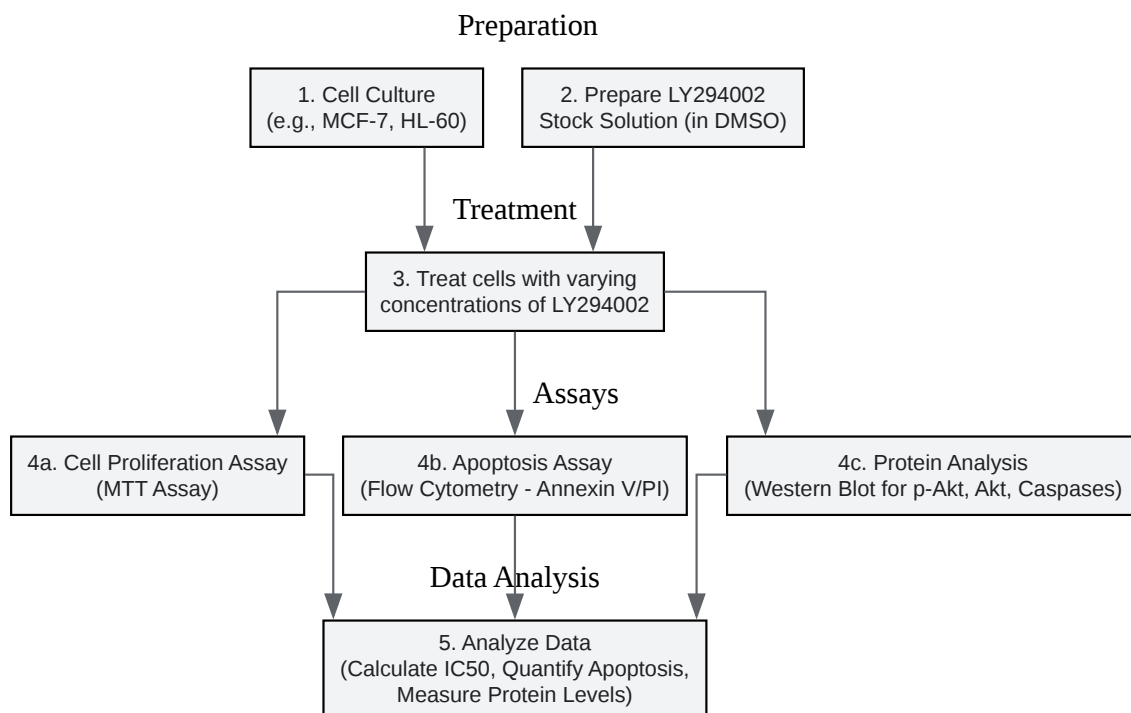 Preparation
1. Cell Culture
(e.g., MCF-7, HL-60)
2. Prepare LY294002
Stock Solution (in DMSO)
Treatment
3. Treat cells with varying
concentrations of LY294002
Assays
4a. Cell Proliferation Assay
(MTT Assay)
4b. Apoptosis Assay
(Flow Cytometry - Annexin V/PI)
4c. Protein Analysis
(Western Blot for p-Akt, Akt, Caspases)
Data Analysis
5. Analyze Data
(Calculate IC50, Quantify Apoptosis,
Measure Protein Levels)